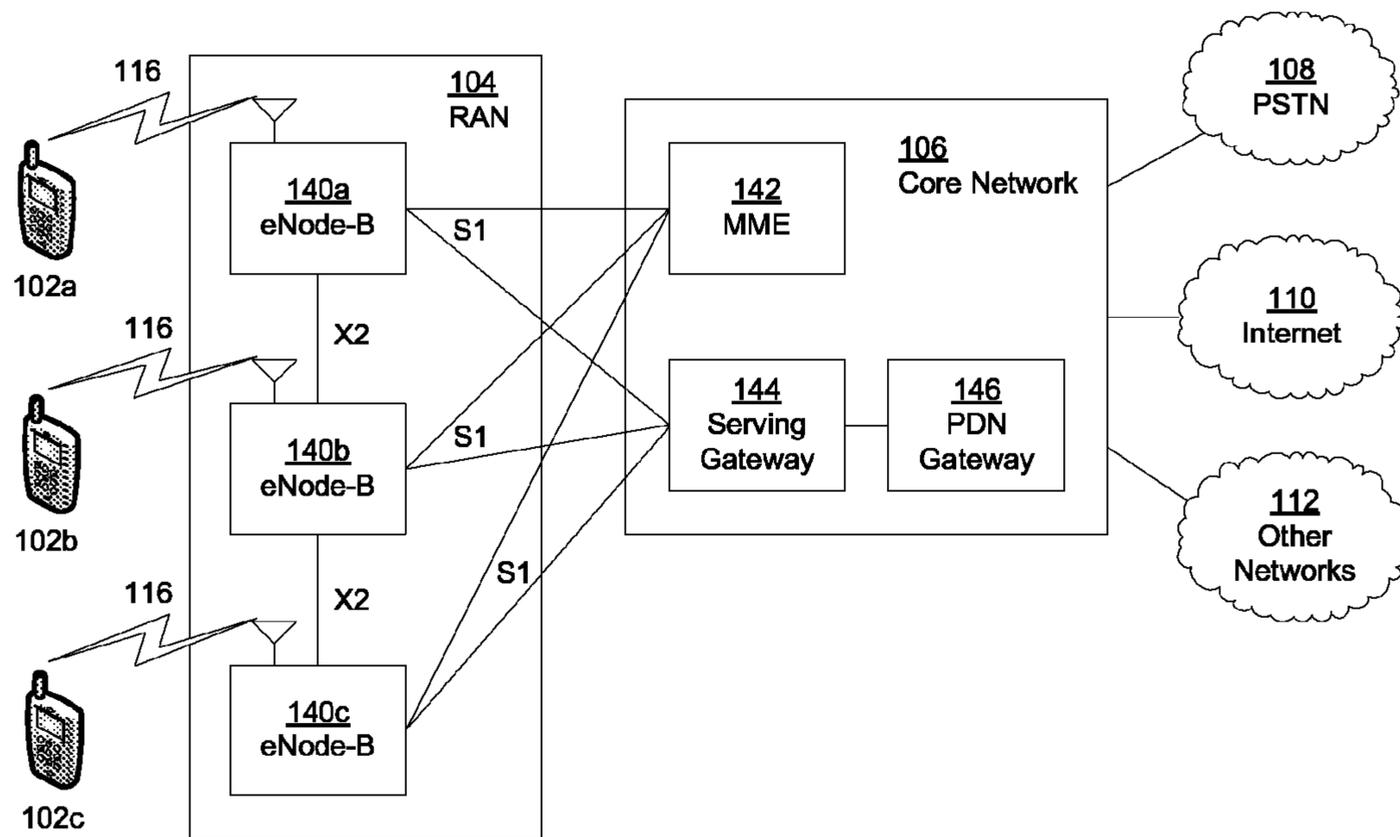 116
104
RAN
140a
eNode-B
102a
S1
X2
116
140b
eNode-B
102b
S1
X2
116
140c
eNode-B
102c
S1
106
Core Network
142
MME
144
Serving
Gateway
146
PDN
Gateway
108
PSTN
110
Internet
112
Other
Networks